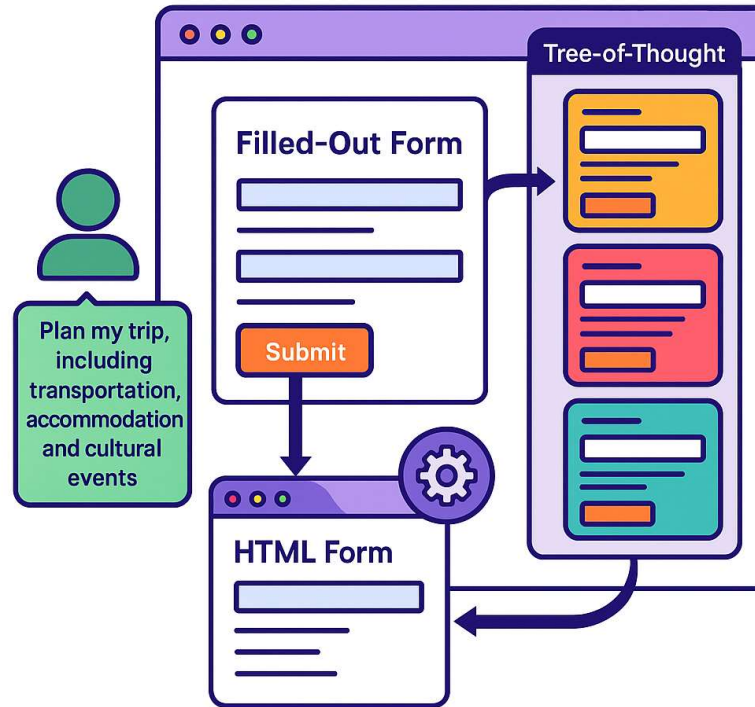 Tree-of-Thought
Filled-Out Form
Submit
Plan my trip,
including
transportation,
accommodation
and cultural
events
HTML Form